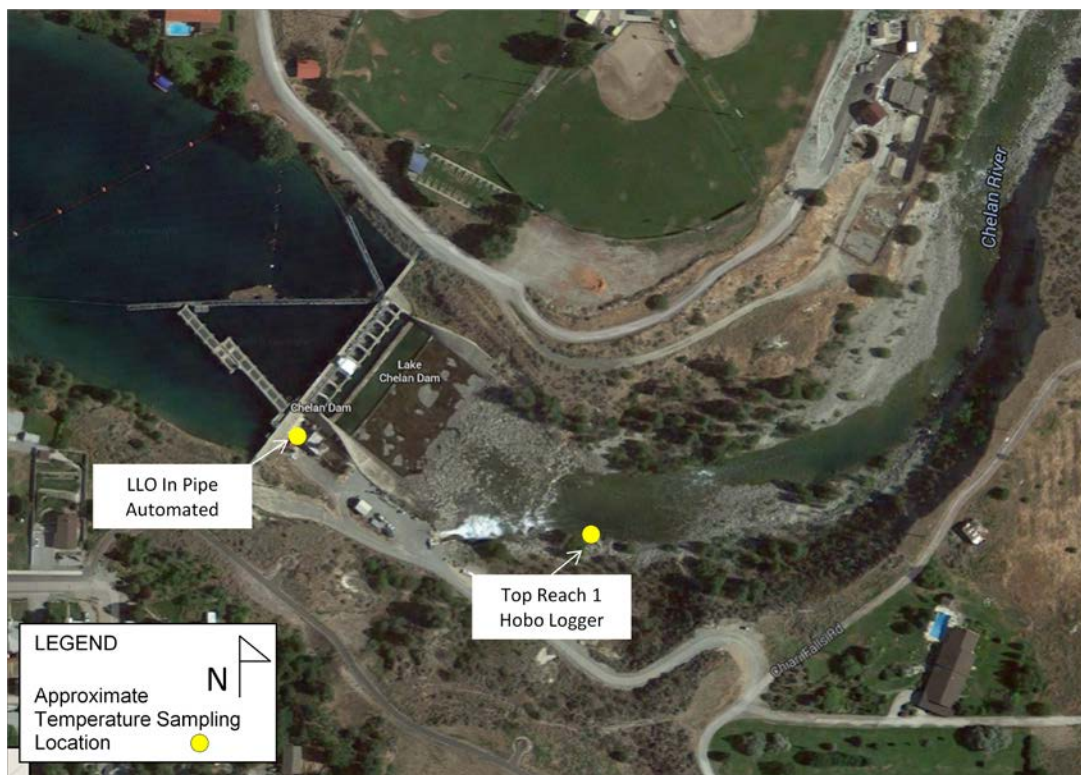 Chelan River
Lake
Chelan Dam
Chelan Dam
LLO In Pipe
Automated
Top Reach 1
Hobo Logger
Chiari Falls Rd
LEGEND
N
Approximate
Temperature Sampling
Location